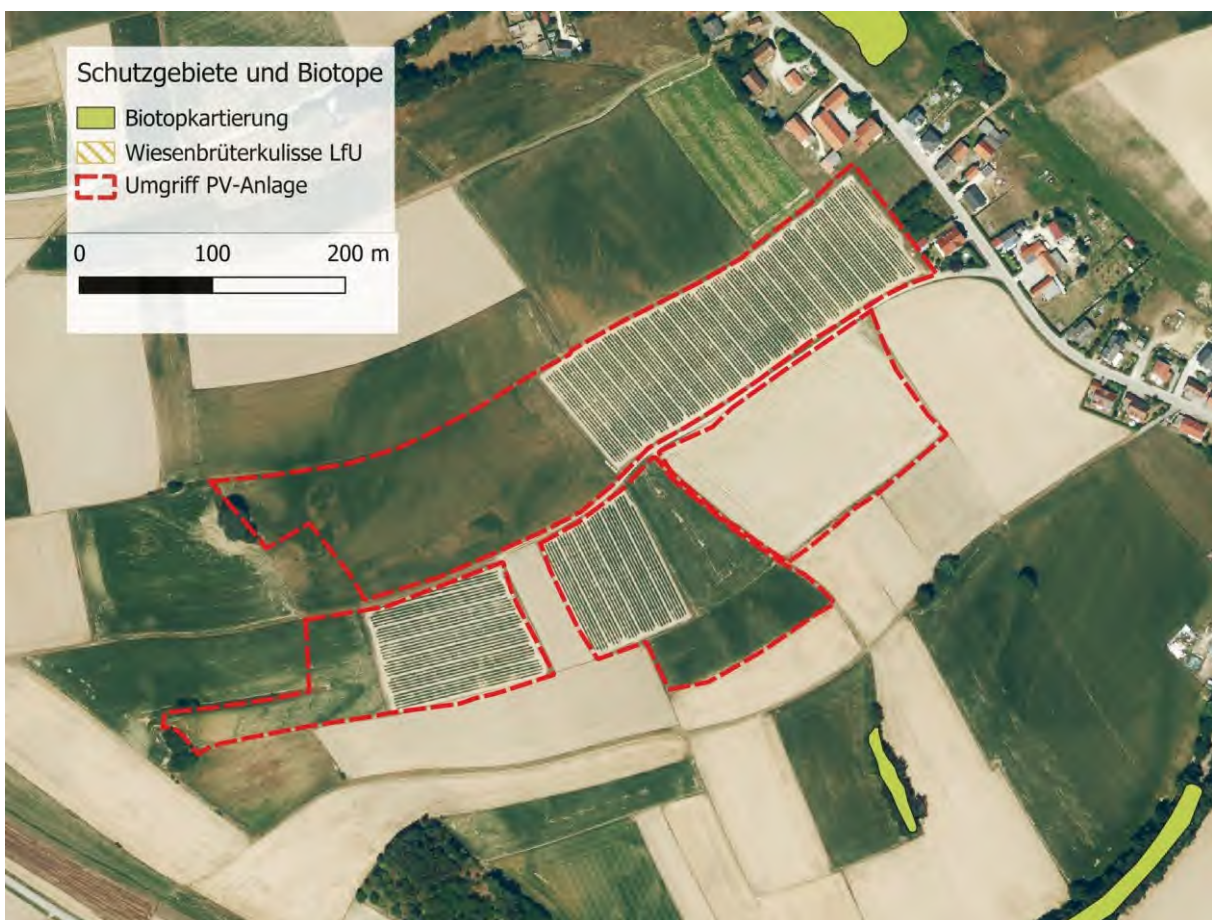 Schutzgebiete und Biotope
Biotopkartierung
Wiesenbrüterkulisse LfU
Umgriff PV-Anlage
0 100 200 m